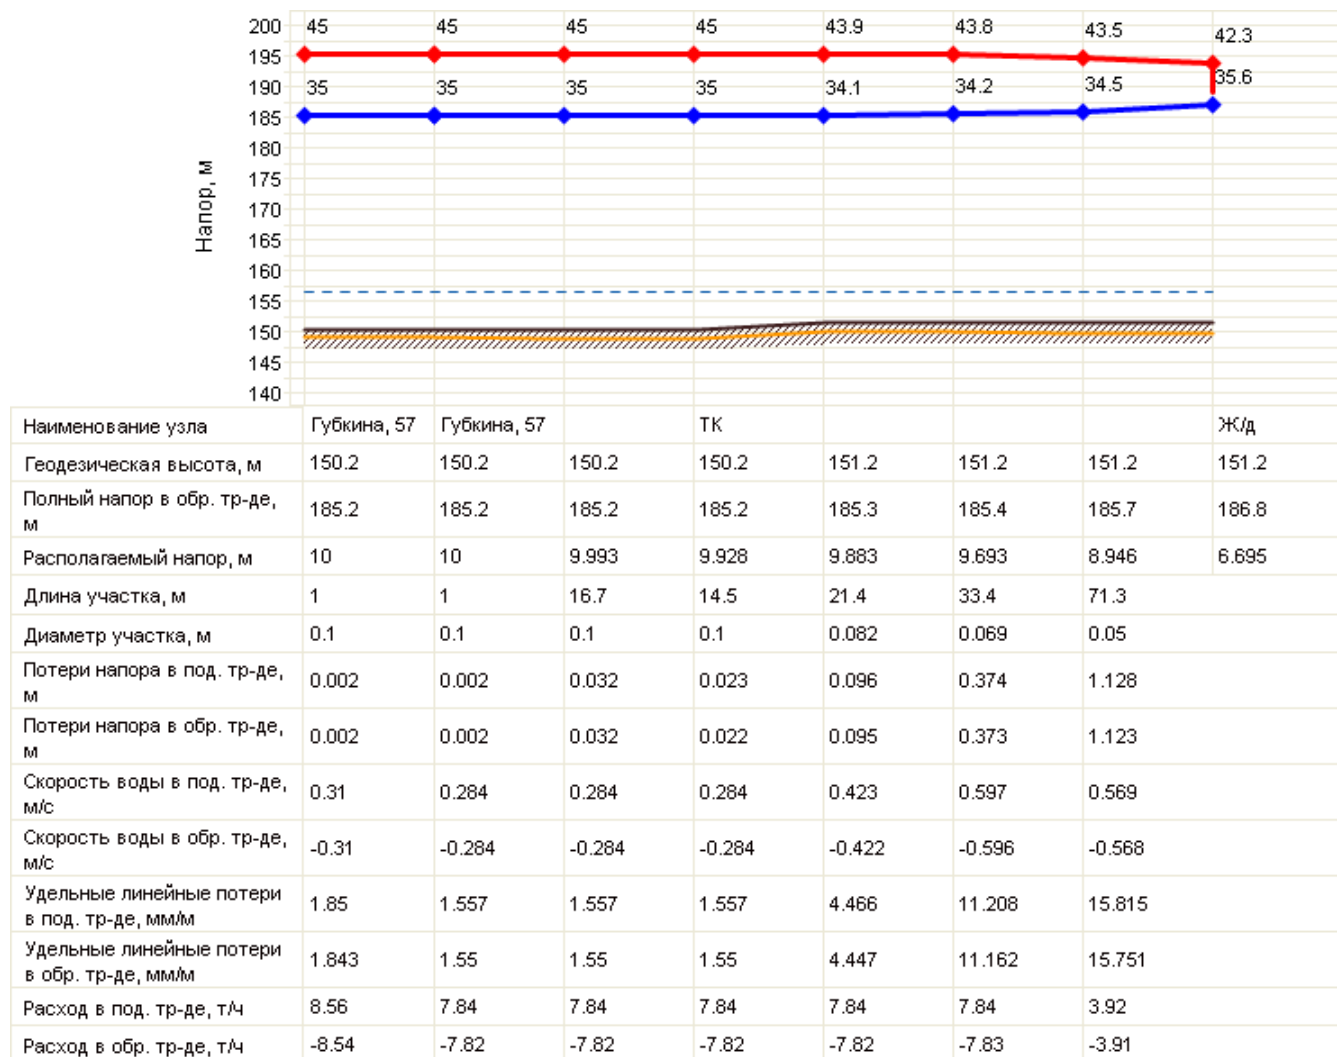 200 45 45 45 45 43.9 43.8 43.5 42.3
195
190 35 35 35 35 34.1 34.2 34.5 35.6
185
180
175
170
165
160
155
150
145
140
Напор, м
Наименование узла Губкина, 57 Губкина, 57 ТК Ж/д
Геодезическая высота, м 150.2 150.2 150.2 150.2 151.2 151.2 151.2 151.2
Полный напор в обр. тр-де,
м 185.2 185.2 185.2 185.2 185.3 185.4 185.7 186.8
Располагаемый напор, м 10 10 9.993 9.928 9.883 9.693 8.946 6.695
Длина участка, м 1 1 16.7 14.5 21.4 33.4 71.3
Диаметр участка, м 0.1 0.1 0.1 0.1 0.082 0.069 0.05
Потери напора в под. тр-де,
м 0.002 0.002 0.032 0.023 0.096 0.374 1.128
Потери напора в обр. тр-де,
м 0.002 0.002 0.032 0.022 0.095 0.373 1.123
Скорость воды в под. тр-де,
м/с 0.31 0.284 0.284 0.284 0.423 0.597 0.569
Скорость воды в обр. тр-де,
м/с -0.31 -0.284 -0.284 -0.284 -0.422 -0.596 -0.568
Удельные линейные потери
в под. тр-де, мм/м 1.85 1.557 1.557 1.557 4.466 11.208 15.815
Удельные линейные потери
в обр. тр-де, мм/м 1.843 1.55 1.55 1.55 4.447 11.162 15.751
Расход в под. тр-де, т/ч 8.56 7.84 7.84 7.84 7.84 7.84 3.92
Расход в обр. тр-де, т/ч -8.54 -7.82 -7.82 -7.82 -7.82 -7.83 -3.91